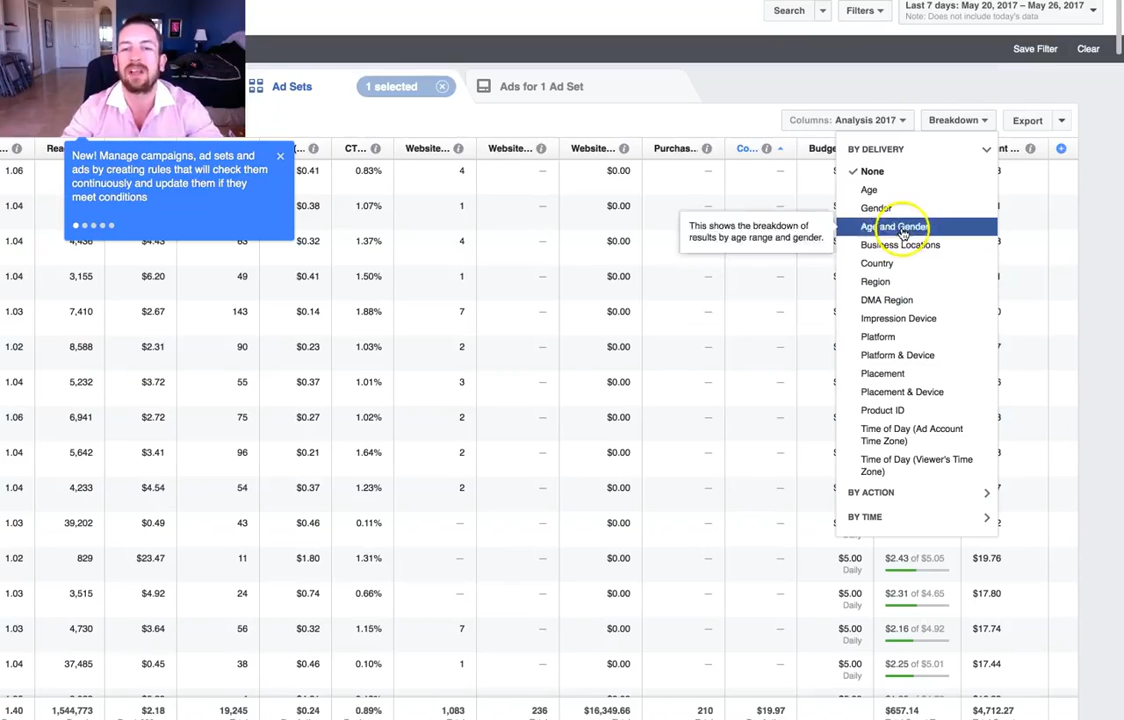 Search
Filters
Last 7 days: May 20, 2017 – May 26, 2017
Note: Does not include today's data
Save Filter
Clear
Ad Sets
1 selected
Ads for 1 Ad Set
Columns: Analysis 2017
Breakdown
Export
... Rea CT... Website... Website... Website... Purchas... Co... Budge nt ...
New! Manage campaigns, ad sets and
ads by creating rules that will check them
continuously and update them if they
meet conditions
BY DELIVERY
None
Age
Gender
Age and Gender
Business Locations
Country
Region
DMA Region
Impression Device
Platform
Platform & Device
Placement
Placement & Device
Product ID
Time of Day (Ad Account
Time Zone)
Time of Day (Viewer's Time
Zone)
BY ACTION
BY TIME
This shows the breakdown of
results by age range and gender.
1.06 $0.41 0.83% 4 — $0.00 — —
1.04 $0.38 1.07% 1 — $0.00 — —
1.04 4,436 $4.43 63 $0.32 1.37% 4 — $0.00
1.04 3,155 $6.20 49 $0.41 1.50% 1 — $0.00 — —
1.03 7,410 $2.67 143 $0.14 1.88% 7 — $0.00 — —
1.02 8,588 $2.31 90 $0.23 1.03% 2 — $0.00 — —
1.04 5,232 $3.72 55 $0.37 1.01% 3 — $0.00 — —
1.06 6,941 $2.72 75 $0.27 1.02% 2 — $0.00 — —
1.04 5,642 $3.41 96 $0.21 1.64% 2 — $0.00 — —
1.04 4,233 $4.54 54 $0.37 1.23% 2 — $0.00 — —
1.03 39,202 $0.49 43 $0.46 0.11% — — $0.00 — —
Daily
1.02 829 $23.47 11 $1.80 1.31% — — $0.00 — — $5.00 $2.43 of $5.05 $19.76
Daily
1.03 3,515 $4.92 24 $0.74 0.66% — — $0.00 — — $5.00 $2.31 of $4.65 $17.80
Daily
1.03 4,730 $3.64 56 $0.32 1.15% 7 — $0.00 — — $5.00 $2.16 of $4.92 $17.74
Daily
1.04 37,485 $0.45 38 $0.46 0.10% 1 — $0.00 — — $5.00 $2.25 of $5.01 $17.44
Daily
1.40 1,544,773 $2.18 19,245 $0.24 0.89% 1,083 236 $16,349.66 210 $19.97 $657.14 $4,712.27